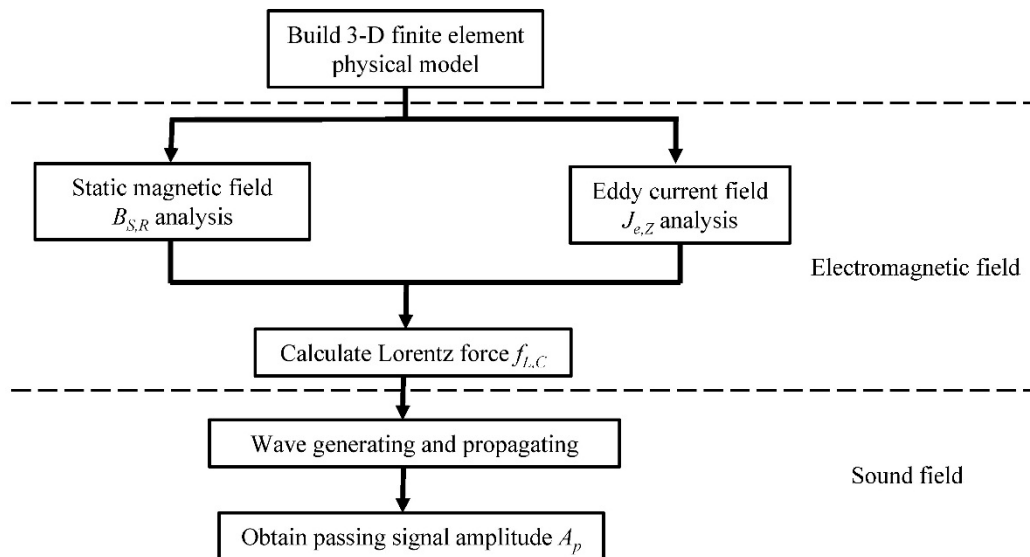 Build 3-D finite element
physical model
Static magnetic field
B_{S,R} analysis
Eddy current field
J_{e,Z} analysis
Electromagnetic field
Calculate Lorentz force f_{L,C}
Wave generating and propagating
Sound field
Obtain passing signal amplitude A_p